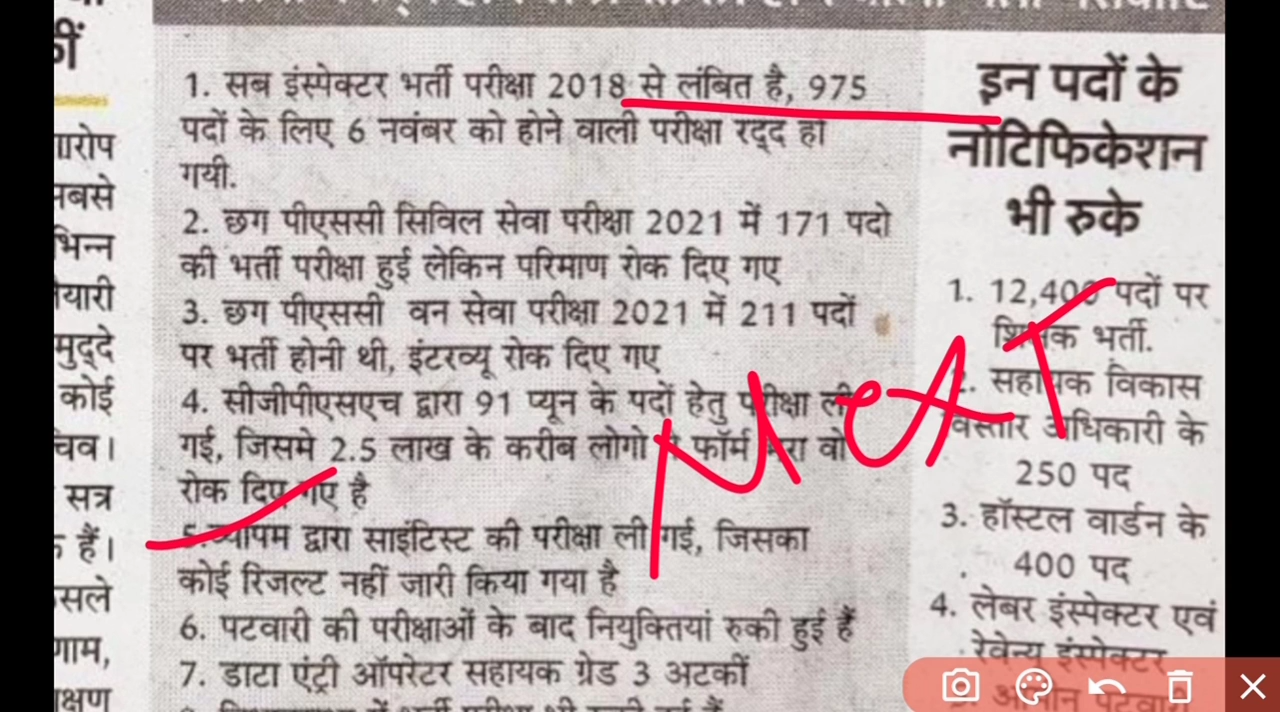 कीं
ारोप
सबसे
भिन्न
तैयारी
मुद्दे
कोई
चिव।
सत्र
हैं।
सले
णाम,
क्षण
1. सब इंस्पेक्टर भर्ती परीक्षा 2018 से लंबित है, 975
पदों के लिए 6 नवंबर को होने वाली परीक्षा रद्द हो
गयी.
2. छग पीएससी सिविल सेवा परीक्षा 2021 में 171 पदो
की भर्ती परीक्षा हुई लेकिन परिमाण रोक दिए गए
3. छग पीएससी वन सेवा परीक्षा 2021 में 211 पदों
पर भर्ती होनी थी, इंटरव्यू रोक दिए गए
4. सीजीपीएसएच द्वारा 91 प्यून के पदों हेतु परीक्षा ली
गई, जिसमे 2.5 लाख के करीब लोगो ने फॉर्म भरा वो
रोक दिए गए है
5. व्यापम द्वारा साइंटिस्ट की परीक्षा ली गई, जिसका
कोई रिजल्ट नहीं जारी किया गया है
6. पटवारी की परीक्षाओं के बाद नियुक्तियां रुकी हुई हैं
7. डाटा एंट्री ऑपरेटर सहायक ग्रेड 3 अटकीं
इन पदों के
नोटिफिकेशन
भी रुके
1. 12,400 पदों पर
शिक्षक भर्ती.
2. सहायक विकास
विस्तार अधिकारी के
250 पद
3. हॉस्टल वार्डन के
400 पद
4. लेबर इंस्पेक्टर एवं
रेवेन्यू इंस्पेक्टर